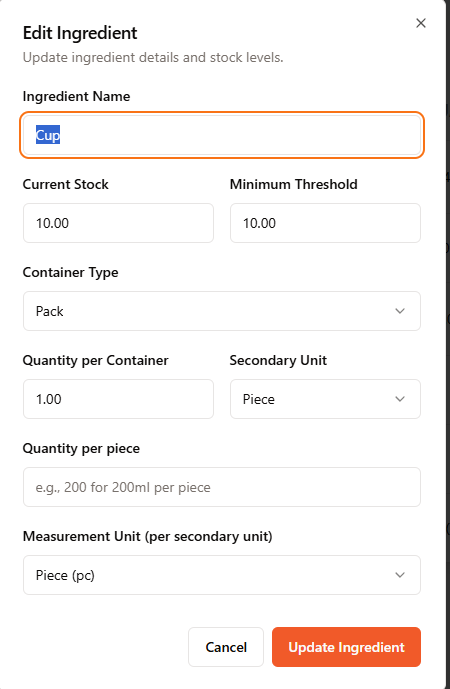 Edit Ingredient
Update ingredient details and stock levels.
Ingredient Name
Cup
Current Stock
Minimum Threshold
10.00
10.00
Container Type
Pack
Quantity per Container
Secondary Unit
1.00
Piece
Quantity per piece
e.g., 200 for 200ml per piece
Measurement Unit (per secondary unit)
Piece (pc)
Cancel
Update Ingredient